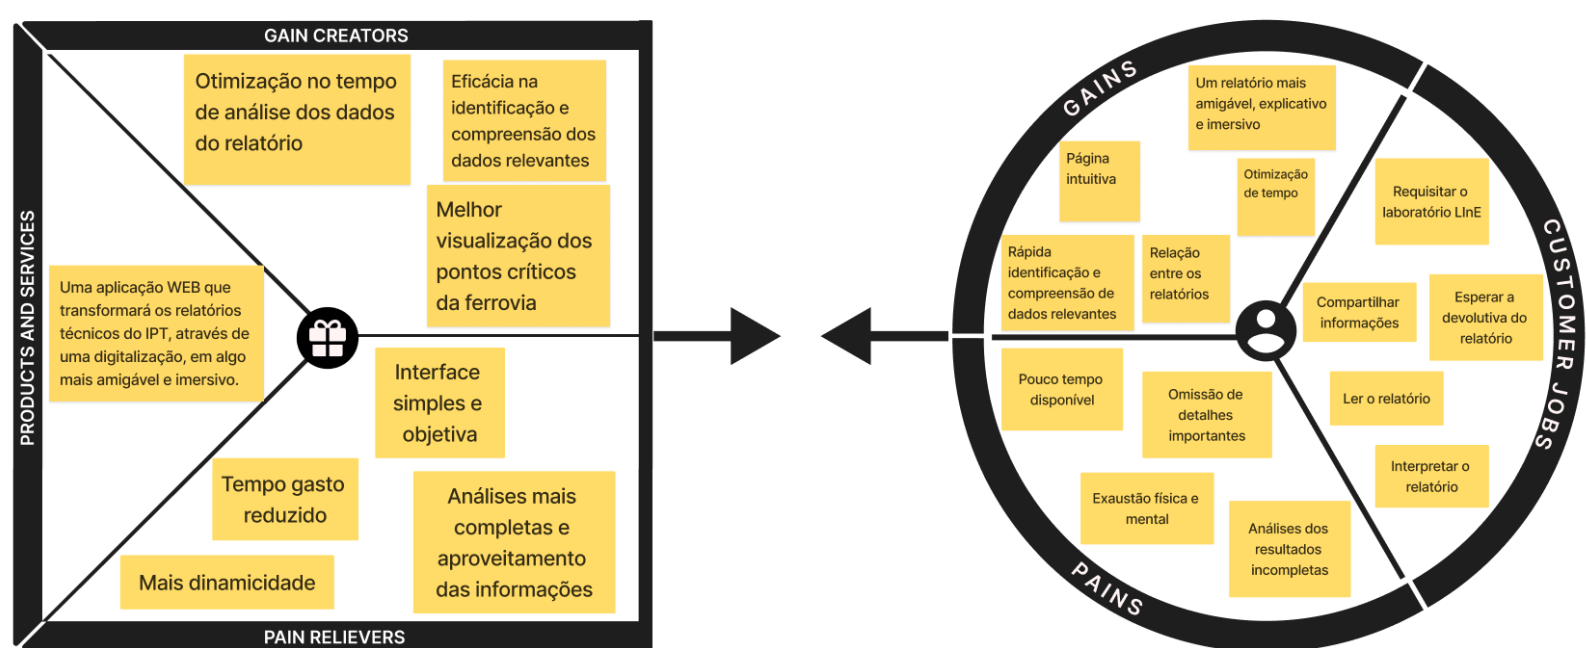 GAIN CREATORS
Otimização no tempo
de análise dos dados
do relatório
Eficácia na
identificação e
compreensão dos
dados relevantes
Melhor
visualização dos
pontos críticos
da ferrovia
PRODUCTS AND SERVICES
Uma aplicação WEB que
transformará os relatórios
técnicos do IPT, através de
uma digitalização, em algo
mais amigável e imersivo.
Interface
simples e
objetiva
Tempo gasto
reduzido
Análises mais
completas e
aproveitamento
das informações
Mais dinamicidade
PAIN RELIEVERS
GAINS
Um relatório mais
amigável, explicativo
e imersivo
Página
intuitiva
Otimização
de tempo
Rápida
identificação e
compreensão de
dados relevantes
Relação
entre os
relatórios
CUSTOMER JOBS
Requisitar o
laboratório LInE
Compartilhar
informações
Esperar a
devolutiva do
relatório
Ler o relatório
Interpretar o
relatório
Pouco tempo
disponível
Omissão de
detalhes
importantes
Exaustão física e
mental
Análises dos
resultados
incompletas
PAINS